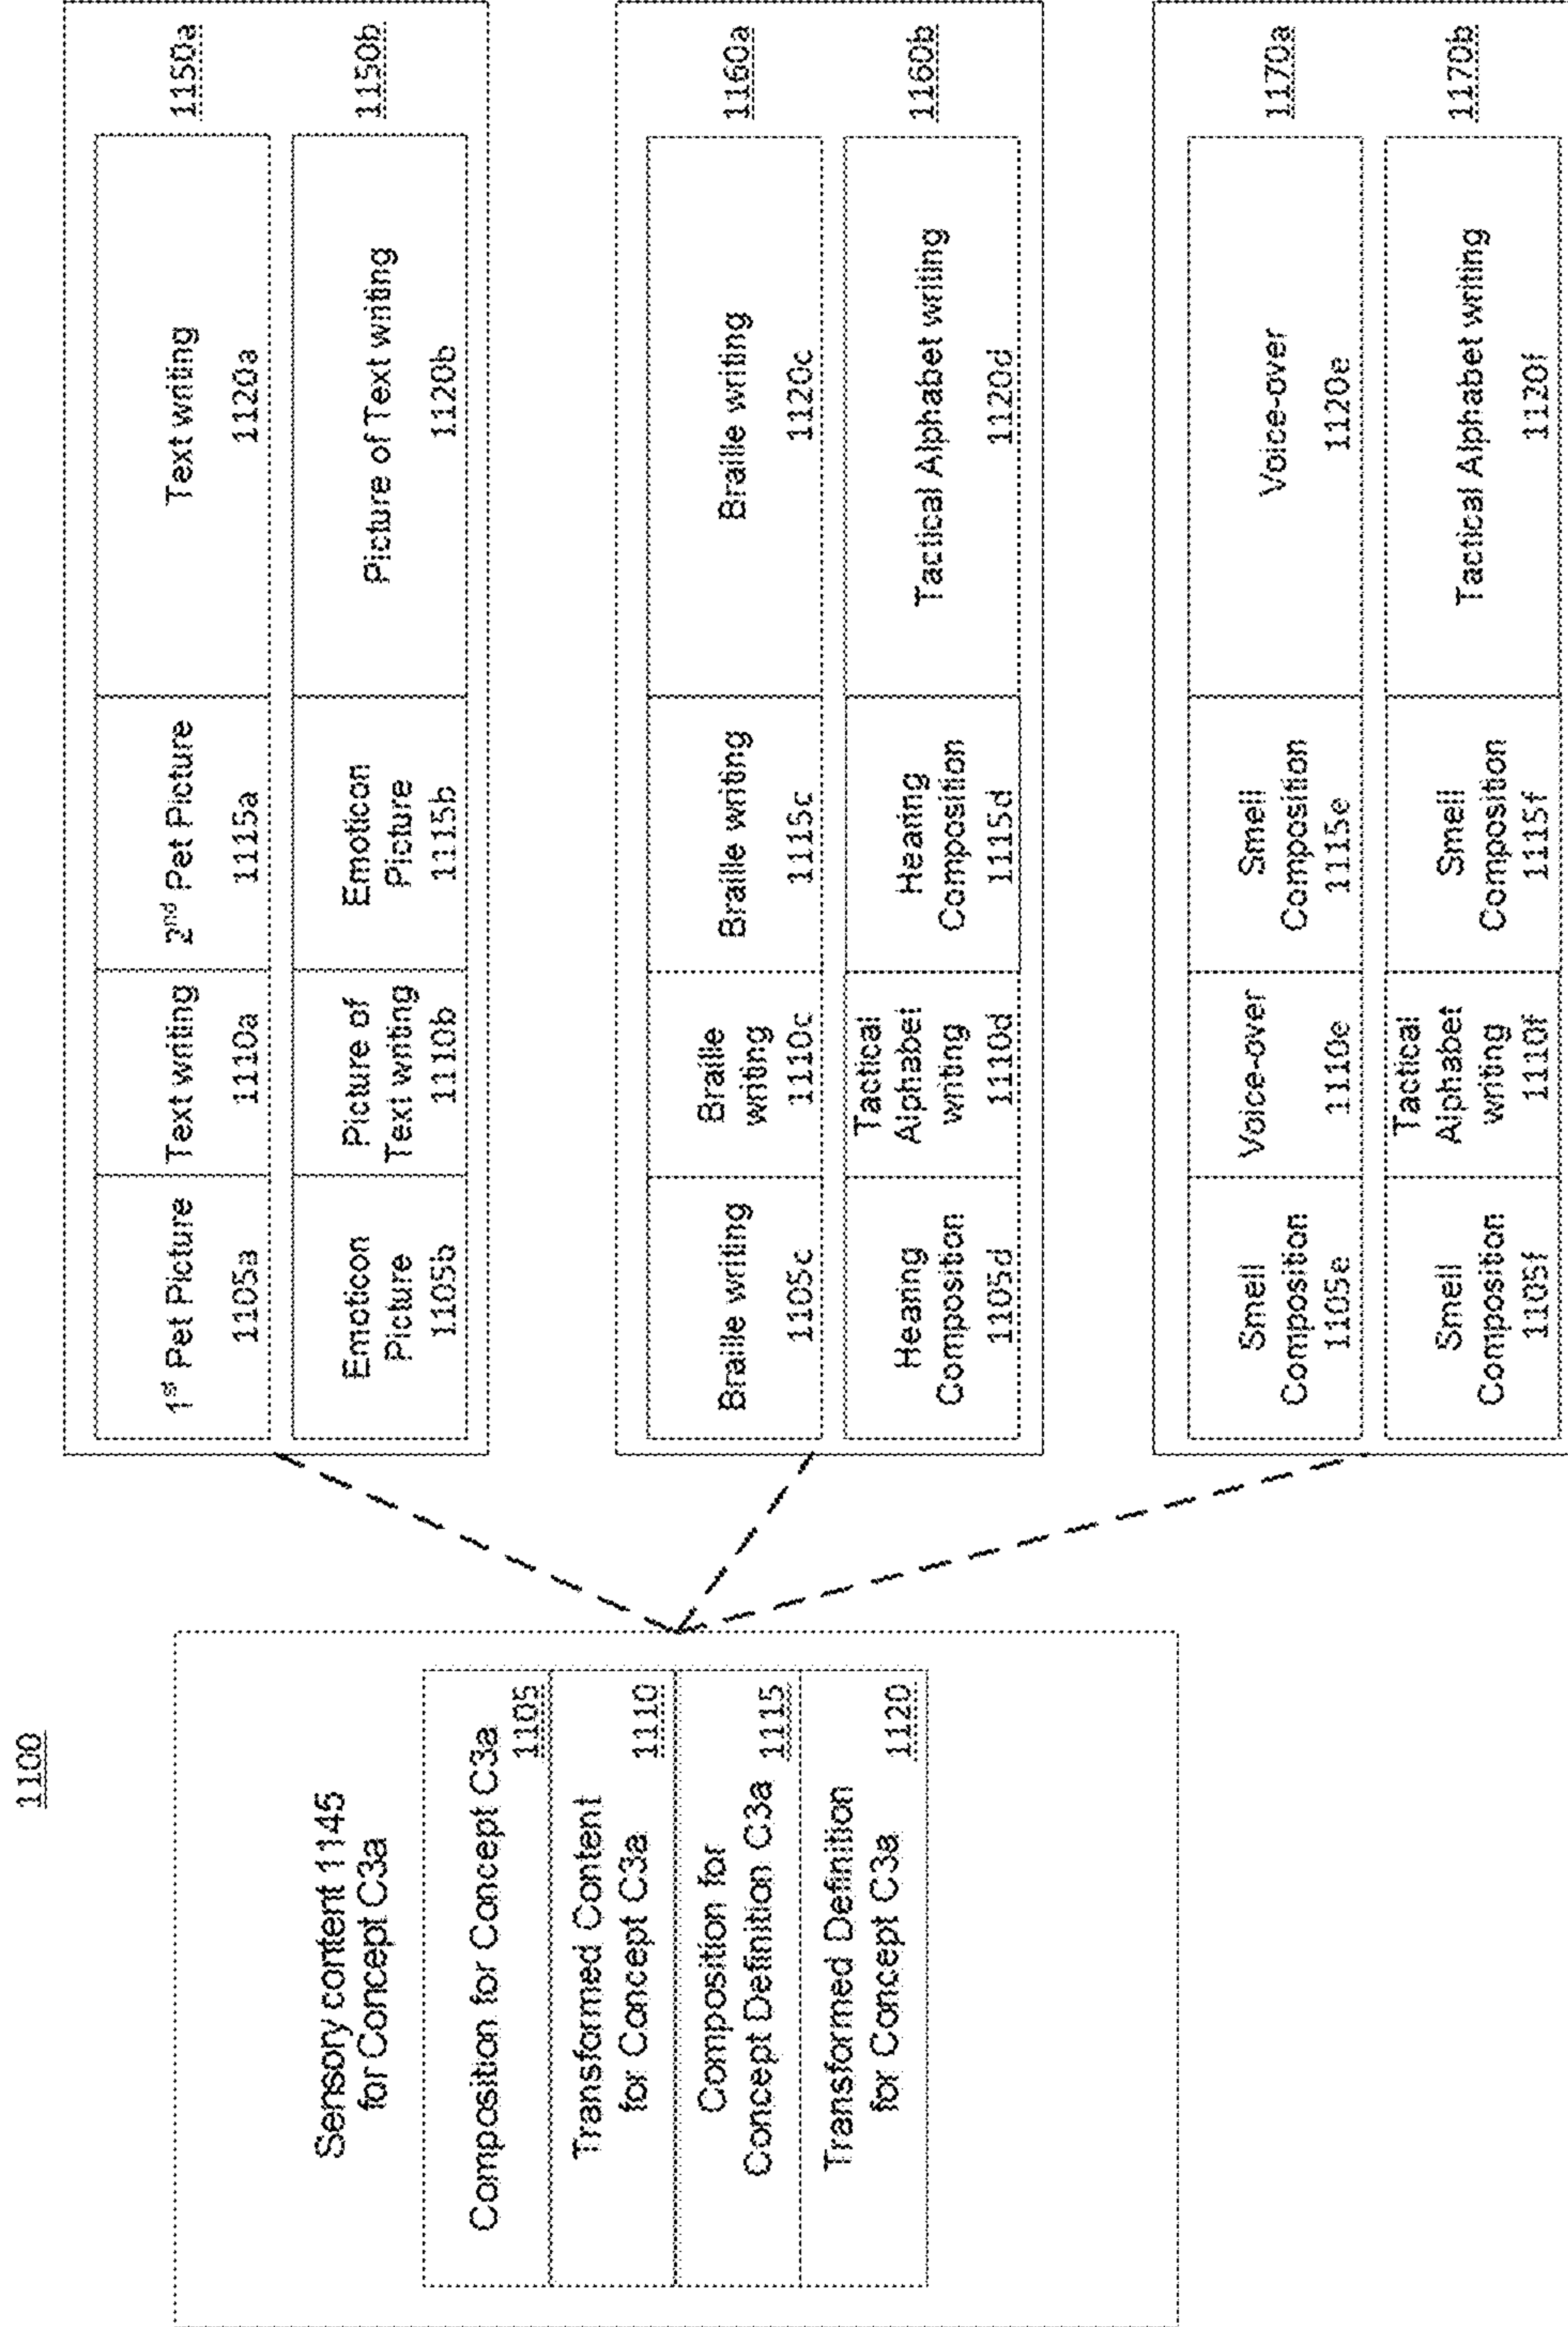 1100
Sensory content 1145
for Concept C3a
Composition for Concept C3a
1105
Transformed Content
for Concept C3a
1110
Composition for
Concept Definition C3a
1115
Transformed Definition
for Concept C3a
1120
1st Pet Picture
1105a
Text writing
1110a
2nd Pet Picture
1115a
Text writing
1120a
1150a
Emoticon
Picture
1105b
Picture of
Text writing
1110b
Emoticon
Picture
1115b
Picture of Text writing
1120b
1150b
Braille writing
1105c
Braille
writing
1110c
Braille writing
1115c
Braille writing
1120c
1160a
Hearing
Composition
1105d
Tactical
Alphabet
writing
1110d
Hearing
Composition
1115d
Tactical Alphabet writing
1120d
1160b
Smell
Composition
1105e
Voice-over
1110e
Smell
Composition
1115e
Voice-over
1120e
1170a
Smell
Composition
1105f
Tactical
Alphabet
writing
1110f
Smell
Composition
1115f
Tactical Alphabet writing
1120f
1170b